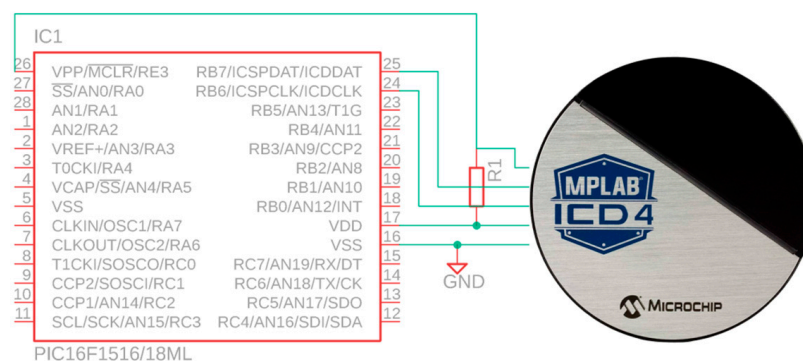 IC1
26 VPP/MCLR/RE3 RB7/ICSPDAT/ICDDAT 25
27 SS/AN0/RA0 RB6/ICSPCLK/ICDCLK 24
28 AN1/RA1 RB5/AN13/T1G 23
1 AN2/RA2 RB4/AN11 22
2 VREF+/AN3/RA3 RB3/AN9/CCP2 21
3 T0CKI/RA4 RB2/AN8 20
4 VCAP/SS/AN4/RA5 RB1/AN10 19
5 VSS RB0/AN12/INT 18
6 CLKIN/OSC1/RA7 VDD 17
7 CLKOUT/OSC2/RA6 VSS 16
8 T1CKI/SOSCO/RC0 RC7/AN19/RX/DT 15
9 CCP2/SOSCI/RC1 RC6/AN18/TX/CK 14
10 CCP1/AN14/RC2 RC5/AN17/SDO 13
11 SCL/SCK/AN15/RC3 RC4/AN16/SDI/SDA 12
PIC16F1516/18ML
R1
GND
MPLAB
ICD4
MICROCHIP